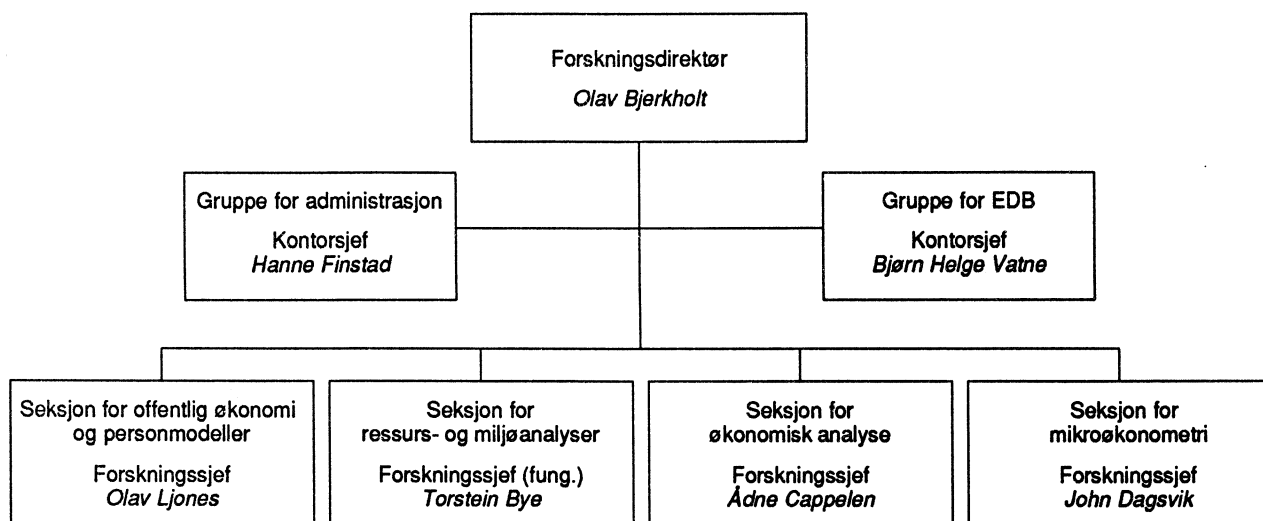 Forskningsdirektør
Olav Bjerkholt
Gruppe for administrasjon
Kontorsjef
Hanne Finstad
Gruppe for EDB
Kontorsjef
Bjørn Helge Vatne
Seksjon for offentlig økonomi
og personmodeller
Forskningssjef
Olav Ljones
Seksjon for
ressurs- og miljøanalyser
Forskningssjef (fung.)
Torstein Bye
Seksjon for
økonomisk analyse
Forskningssjef
Ådne Cappelen
Seksjon for
mikroøkonometri
Forskningssjef
John Dagsvik